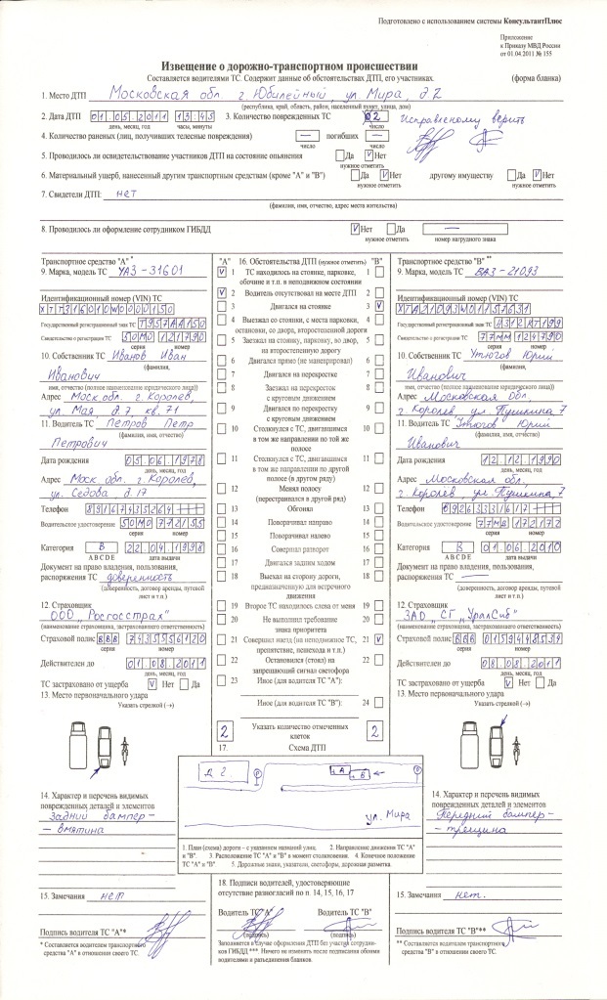 Подготовлено с использованием системы КонсультантПлюс
Приложение
к Приказу МВД России
от 01.04.2011 № 155
Извещение о дорожно-транспортном происшествии
Составляется водителями ТС. Содержит данные об обстоятельствах ДТП, его участниках. (форма бланка)
1. Место ДТП Московская обл г. Юбилейный ул. Мира, д. 2
(республика, край, область, район, населенный пункт, улица, дом)
2. Дата ДТП 01.05.2011 13:45 3. Количество поврежденных ТС 02 Исправленному верить
день, месяц, год часы, минуты число
4. Количество раненых (лиц, получивших телесные повреждения) — погибших —
число число
5. Проводилось ли освидетельствование участников ДТП на состояние опьянения Да V Нет
нужное отметить
6. Материальный ущерб, нанесенный другим транспортным средствам (кроме "А" и "В") Да V Нет другому имуществу Да V Нет
нужное отметить нужное отметить
7. Свидетели ДТП: нет
(фамилия, имя, отчество, адрес места жительства)
8. Проводилось ли оформление сотрудником ГИБДД V Нет Да —
нужное отметить номер нагрудного знака
Транспортное средство "А" *
9. Марка, модель ТС УАЗ-31601
Идентификационный номер (VIN) ТС
Государственный регистрационный знак ТС Т957АА150
Свидетельство о регистрации ТС 50МО 121790
серия номер
10. Собственник ТС Иванов Иван
(фамилия,
Иванович
имя, отчество (полное наименование юридического лица))
Адрес Моск. обл. г. Королев,
ул. Мая, д. 7, кв. 71
11. Водитель ТС Петров Петр
(фамилия, имя, отчество)
Петрович
Дата рождения 05.06.1978
день, месяц, год
Адрес Моск обл. г. Королев,
ул. Седова, д. 17
Телефон 89167435264
Водительское удостоверение 50МО 712135
серия номер
Категория В 22.04.1998
ABCDE дата выдачи
Документ на право владения, пользования,
распоряжения ТС доверенность
(доверенность, договор аренды, путевой
лист и т.п.)
12. Страховщик
ООО "Росгосстрах"
(наименование страховщика, застраховавшего ответственность)
Страховой полис ВВВ 7435556120
серия номер
Действителен до 01.08.2011
день, месяц, год
ТС застраховано от ущерба V Нет Да
13. Место первоначального удара
Указать стрелкой (→)
14. Характер и перечень видимых
поврежденных деталей и элементов
Задний бампер-
- вмятина
15. Замечания нет
Подпись водителя ТС "А"*
* Составляется водителем транспортного
средства "А" в отношении своего ТС.
"А" 16. Обстоятельства ДТП (нужное отметить) "В"
V 1 ТС находилось на стоянке, парковке, 1
обочине и т.п. в неподвижном состоянии
V 2 Водитель отсутствовал на месте ДТП 2
3 Двигался на стоянке 3 V
4 Выезжал со стоянки, с места парковки, 4
остановки, со двора, второстепенной дороги
5 Заезжал на стоянку, парковку, во двор, 5
на второстепенную дорогу
6 Двигался прямо (не маневрировал) 6
7 Двигался на перекрестке 7
8 Заезжал на перекресток 8
с круговым движением
9 Двигался по перекрестку 9
с круговым движением
10 Столкнулся с ТС, двигавшимся 10
в том же направлении по той же
полосе
11 Столкнулся с ТС, двигавшимся 11
в том же направлении по другой
полосе (в другом ряду)
12 Менял полосу 12
(перестраивался в другой ряд)
13 Обгонял 13
14 Поворачивал направо 14
15 Поворачивал налево 15
16 Совершал разворот 16
17 Двигался задним ходом 17
18 Выехал на сторону дороги, 18
предназначенную для встречного
движения
19 Второе ТС находилось слева от меня 19
20 Не выполнил требование 20
знака приоритета
21 Совершил наезд (на неподвижное ТС, 21 V
препятствие, пешехода и т.п.)
22 Остановился (стоял) на 22
запрещающий сигнал светофора
23 Иное (для водителя ТС "А"):
Иное (для водителя ТС "В"): 24
2 Указать количество отмеченных 2
клеток
17. Схема ДТП
д 2. А В
ул. Мира
1. План (схема) дороги – с указанием названий улиц. 2. Направление движения ТС "А"
и "В". 3. Расположение ТС "А" и "В" в момент столкновения. 4. Конечное положение
ТС "А" и "В". 5. Дорожные знаки, указатели, светофоры, дорожная разметка.
18. Подписи водителей, удостоверяющие
отсутствие разногласий по п. 14, 15, 16, 17
Водитель ТС "А" Водитель ТС "В"
(подпись) (подпись)
Заполняется в случае оформления ДТП без участия сотрудни-
ков ГИБДД.*** Ничего не изменять после подписания обоими
водителями и разъединения бланков.
Транспортное средство "В" **
9. Марка, модель ТС ВАЗ-21093
Идентификационный номер (VIN) ТС
Государственный регистрационный знак ТС
Свидетельство о регистрации ТС 77ММ 124790
серия номер
10. Собственник ТС Утюгов Юрий
(фамилия,
Иванович
имя, отчество (полное наименование юридического лица))
Адрес Московская Обл.
г. Королев ул. Пушкина 7
11. Водитель ТС Утюгов Юрий
(фамилия, имя, отчество)
Иванович
Дата рождения 12.12.1990
день, месяц, год
Адрес Московская обл.
г. Королев, ул. Пушкина, 7
Телефон
Водительское удостоверение 77МВ 172172
серия номер
Категория В 01.06.2010
ABCDE дата выдачи
Документ на право владения, пользования,
распоряжения ТС —
(доверенность, договор аренды, путевой
лист и т.п.)
12. Страховщик
ЗАО "СГ "УралСиб"
(наименование страховщика, застраховавшего ответственность)
Страховой полис ВВВ 0159448534
серия номер
Действителен до 08.08.2011
день, месяц, год
ТС застраховано от ущерба V Нет Да
13. Место первоначального удара
Указать стрелкой (→)
14. Характер и перечень видимых
поврежденных деталей и элементов
Передний бампер-
- трещина
15. Замечания нет.
Подпись водителя ТС "В"**
** Составляется водителем транспортного
средства "В" в отношении своего ТС.